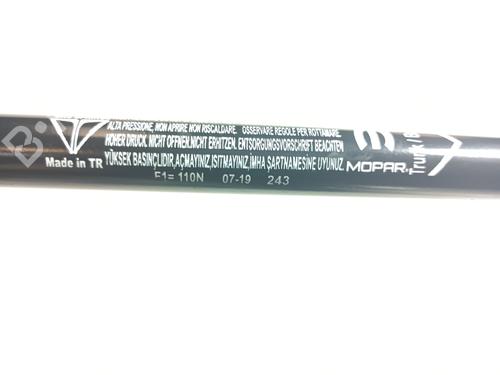 ALTA PRESSIONE, NON APRIRE NON RISCALDARE. OSSERVARE REGOLE PER ROTTAMARE.
HOHER DRUCK. NICHT OFFNEN.NICHT ERHITZEN. ENTSORGUNGSVORSCHRIFT BEACHTEN
YÜKSEK BASINÇLIDIR,AÇMAYINIZ,ISITMAYINIZ,İMHA ŞARTNAMESİNE UYUNUZ.
Made in TR
F1= 110N 07-19 243
MOPAR
Trunk /